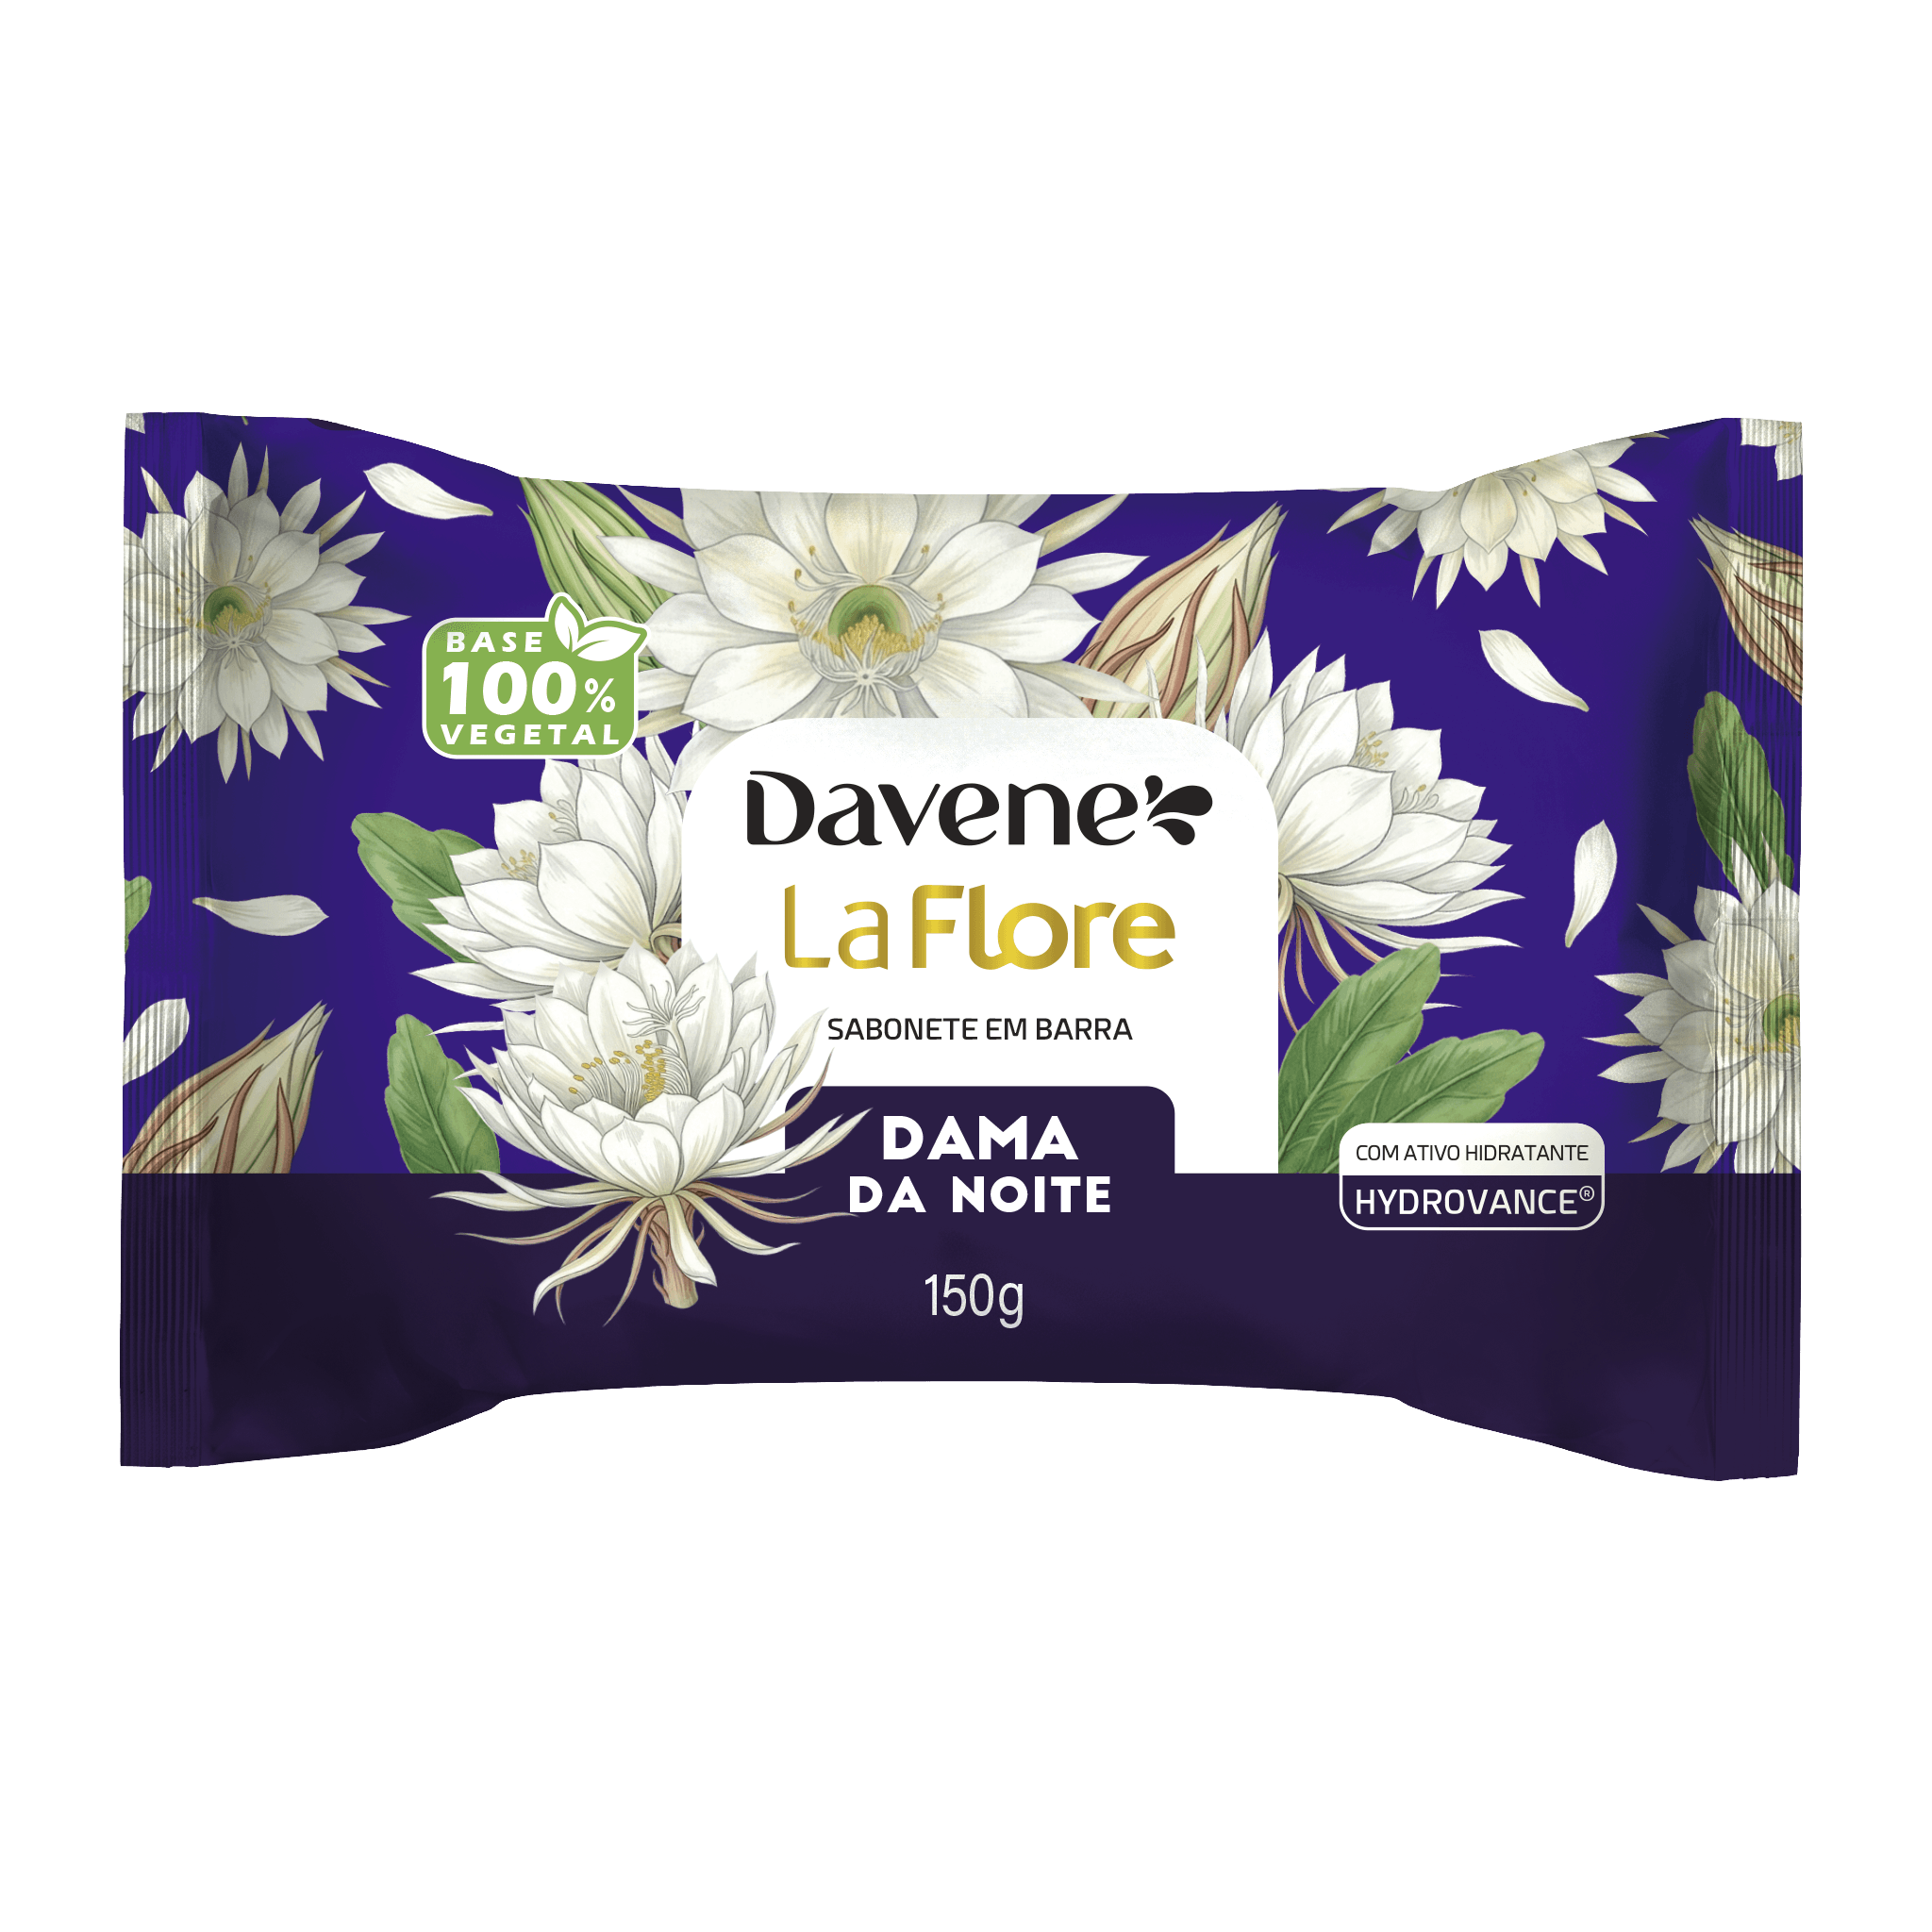 BASE
100%
VEGETAL
Davene
La Flore
SABONETE EM BARRA
DAMA
DA NOITE
150g
COM ATIVO HIDRATANTE
HYDROVANCE®